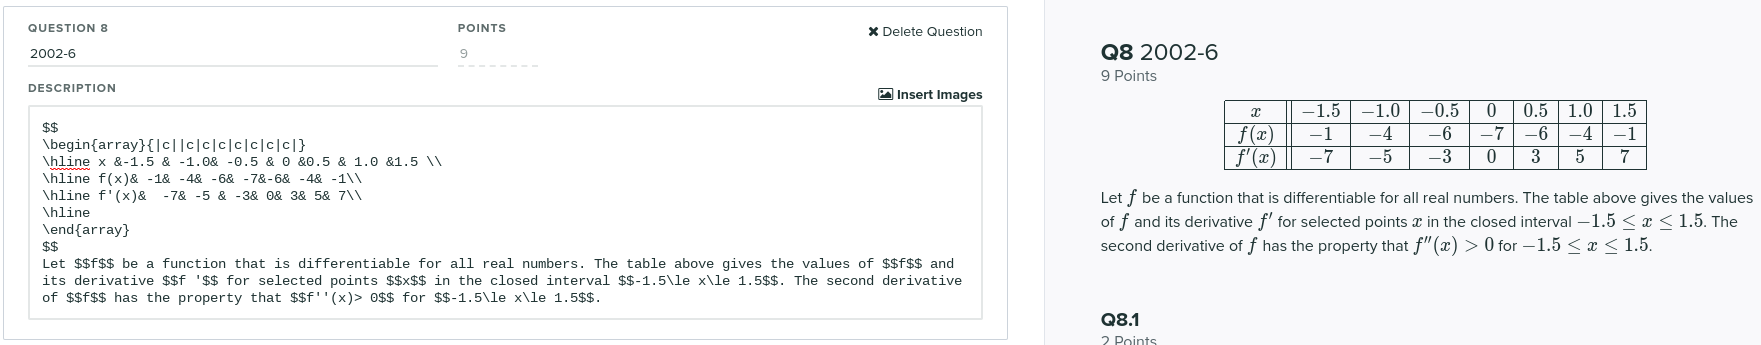 QUESTION 8
POINTS
✖ Delete Question
2002-6
9
DESCRIPTION
Insert Images
$$
\begin{array}{|c||c|c|c|c|c|c|c|}
\hline x &-1.5 & -1.0& -0.5 & 0 &0.5 & 1.0 &1.5 \\
\hline f(x)& -1& -4& -6& -7&-6& -4& -1\\
\hline f'(x)&  -7& -5 & -3& 0& 3& 5& 7\\
\hline
\end{array}
$$
Let $$f$$ be a function that is differentiable for all real numbers. The table above gives the values of $$f$$ and
its derivative $$f '$$ for selected points $$x$$ in the closed interval $$-1.5\le x\le 1.5$$. The second derivative
of $$f$$ has the property that $$f''(x)> 0$$ for $$-1.5\le x\le 1.5$$.
Q8 2002-6
9 Points
x −1.5 −1.0 −0.5 0 0.5 1.0 1.5
f(x) −1 −4 −6 −7 −6 −4 −1
f′(x) −7 −5 −3 0 3 5 7
Let f be a function that is differentiable for all real numbers. The table above gives the values
of f and its derivative f′ for selected points x in the closed interval −1.5 ≤ x ≤ 1.5. The
second derivative of f has the property that f″(x) > 0 for −1.5 ≤ x ≤ 1.5.
Q8.1
2 Points